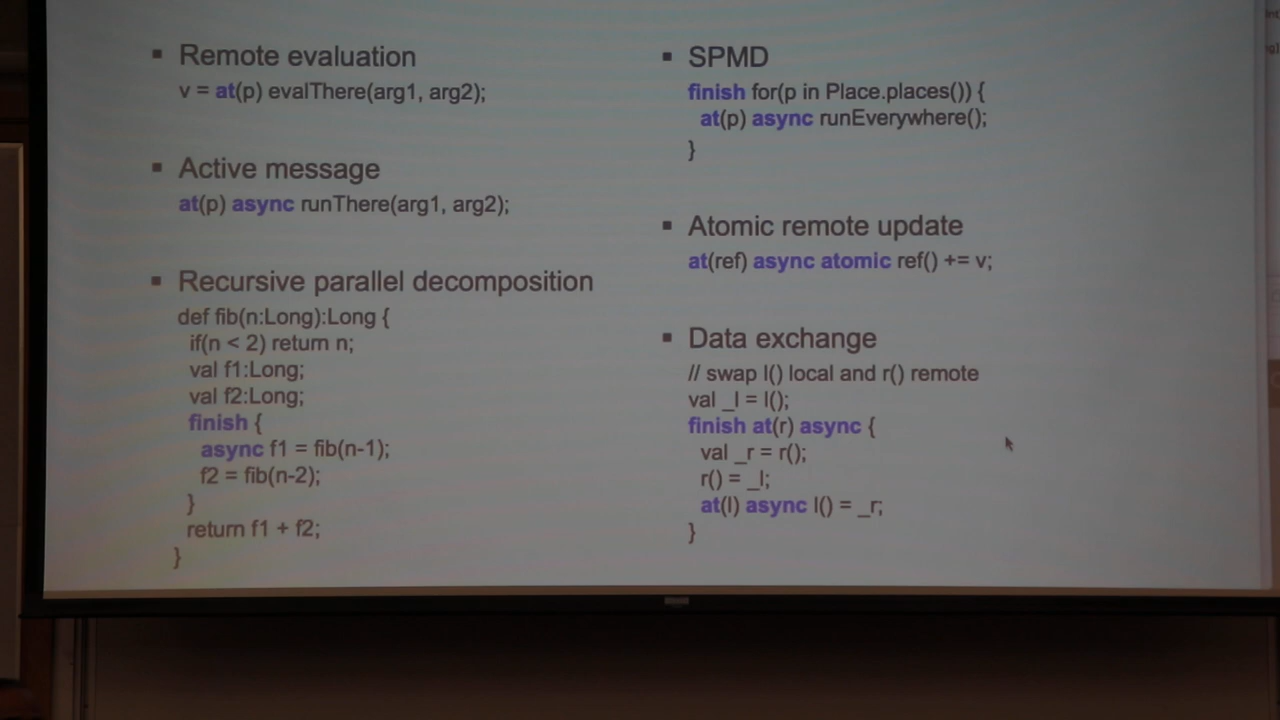 ▪ Remote evaluation
v = at(p) evalThere(arg1, arg2);
▪ Active message
at(p) async runThere(arg1, arg2);
▪ Recursive parallel decomposition
def fib(n:Long):Long {
if(n < 2) return n;
val f1:Long;
val f2:Long;
finish {
async f1 = fib(n-1);
f2 = fib(n-2);
}
return f1 + f2;
}
▪ SPMD
finish for(p in Place.places()) {
at(p) async runEverywhere();
}
▪ Atomic remote update
at(ref) async atomic ref() += v;
▪ Data exchange
// swap l() local and r() remote
val _l = l();
finish at(r) async {
val _r = r();
r() = _l;
at(l) async l() = _r;
}